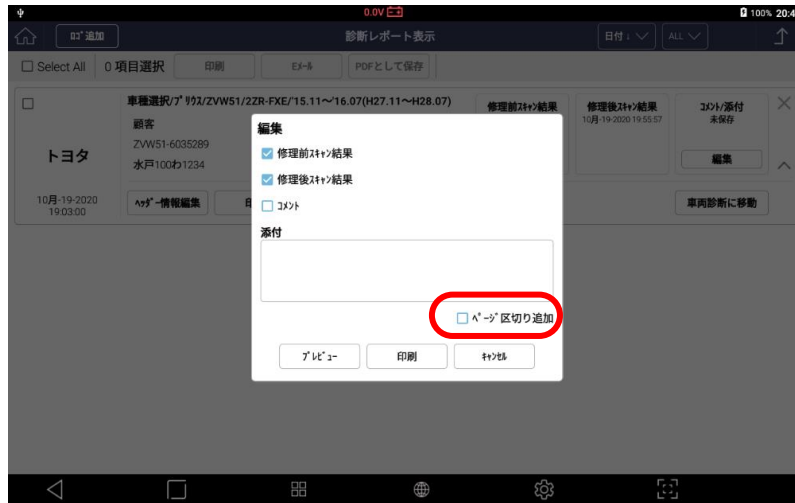 0.0V
100% 20:4
ﾛｺﾞ追加
診断レポート表示
日付↓
ALL
Select All
0 項目選択
印刷
Eﾒｰﾙ
PDFとして保存
車種選択/ﾌﾟﾘｳｽ/ZVW51/2ZR-FXE/'15.11〜'16.07(H27.11〜H28.07)
顧客
ZVW51-6035289
水戸100わ1234
トヨタ
10月-19-2020
19:03:00
修理前ｽｷｬﾝ結果
修理後ｽｷｬﾝ結果
10月-19-2020 19:55:57
ｺﾒﾝﾄ/添付
未保存
編集
ﾍｯﾀﾞｰ情報編集
車両診断に移動
編集
修理前ｽｷｬﾝ結果
修理後ｽｷｬﾝ結果
ｺﾒﾝﾄ
添付
ﾍﾟｰｼﾞ区切り追加
ﾌﾟﾚﾋﾞｭｰ
印刷
ｷｬﾝｾﾙ